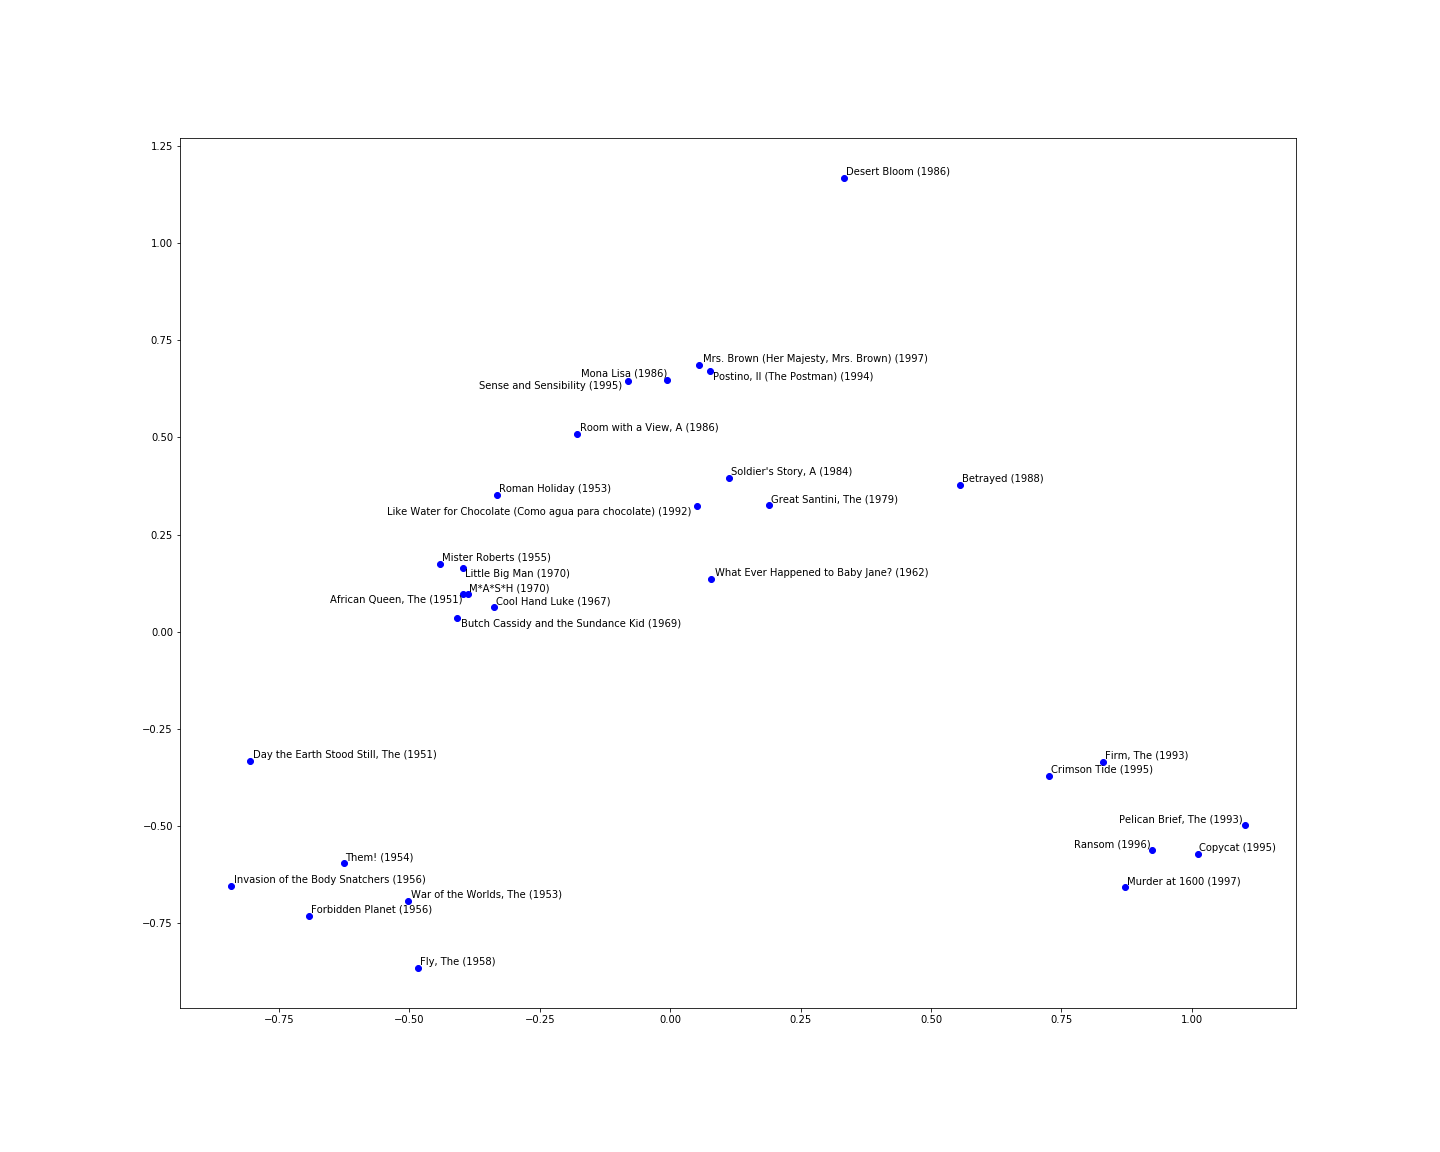 1.25
Desert Bloom (1986)
1.00
0.75
Mrs. Brown (Her Majesty, Mrs. Brown) (1997)
Mona Lisa (1986)
Postino, Il (The Postman) (1994)
Sense and Sensibility (1995)
Room with a View, A (1986)
0.50
Soldier's Story, A (1984)
Betrayed (1988)
Roman Holiday (1953)
Great Santini, The (1979)
Like Water for Chocolate (Como agua para chocolate) (1992)
0.25
Mister Roberts (1955)
Little Big Man (1970)
What Ever Happened to Baby Jane? (1962)
M*A*S*H (1970)
African Queen, The (1951)
Cool Hand Luke (1967)
Butch Cassidy and the Sundance Kid (1969)
0.00
−0.25
Day the Earth Stood Still, The (1951)
Firm, The (1993)
Crimson Tide (1995)
Pelican Brief, The (1993)
−0.50
Ransom (1996)
Copycat (1995)
Them! (1954)
Invasion of the Body Snatchers (1956)
Murder at 1600 (1997)
War of the Worlds, The (1953)
Forbidden Planet (1956)
−0.75
Fly, The (1958)
−0.75 −0.50 −0.25 0.00 0.25 0.50 0.75 1.00